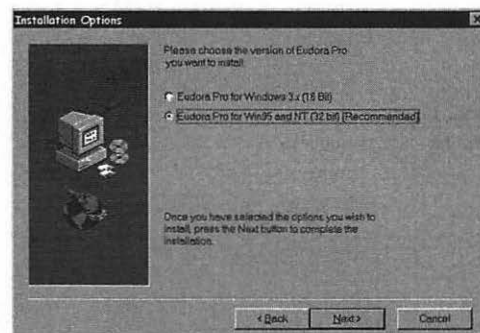 Installation Options
Please choose the version of Eudora Pro
you want to install.
Eudora Pro for Windows 3.x (16 Bit)
Eudora Pro for Win95 and NT (32 bit) [Recommended]
Once you have selected the options you wish to
install, press the Next button to complete the
installation.
< Back
Next >
Cancel